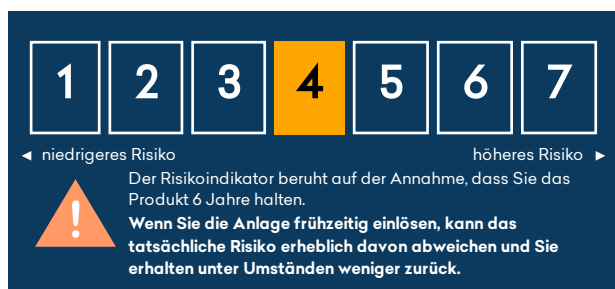 1 2 3 4 5 6 7
◄ niedrigeres Risiko höheres Risiko ►
Der Risikoindikator beruht auf der Annahme, dass Sie das
Produkt 6 Jahre halten.
Wenn Sie die Anlage frühzeitig einlösen, kann das
tatsächliche Risiko erheblich davon abweichen und Sie
erhalten unter Umständen weniger zurück.